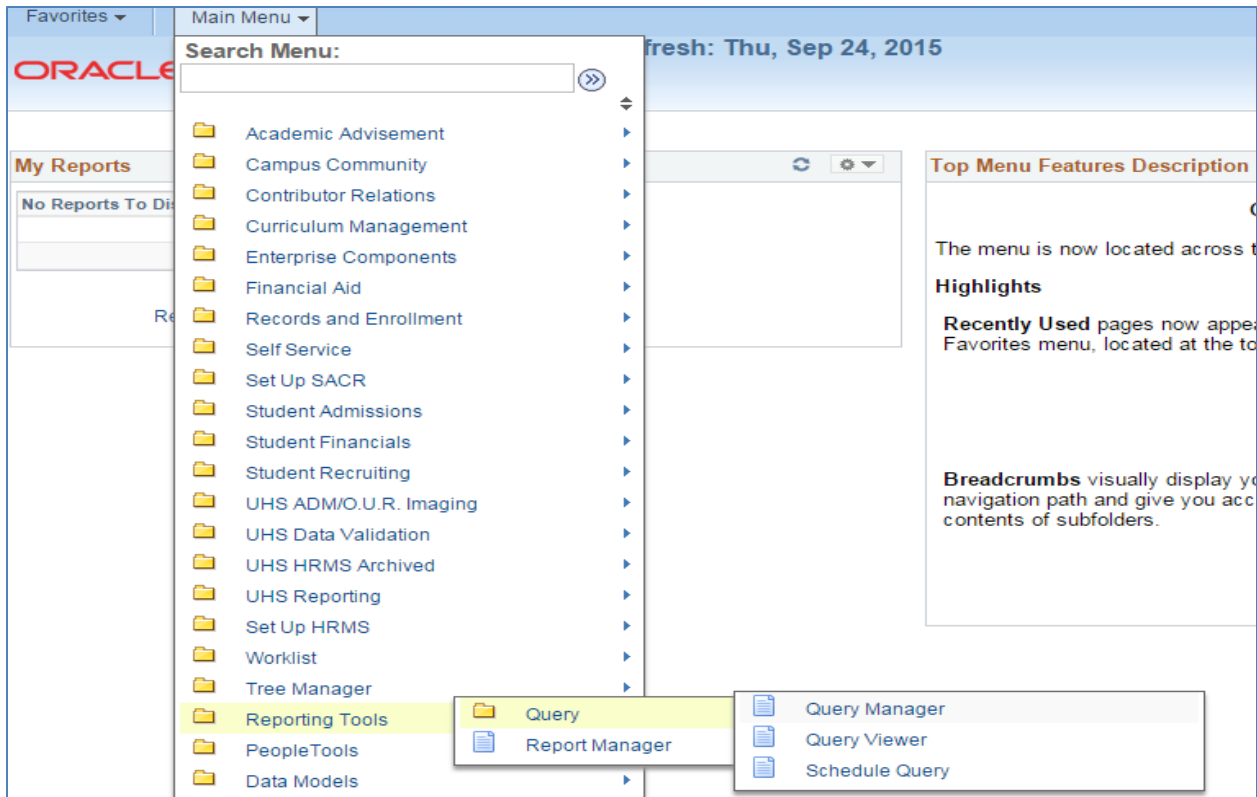 Favorites
Main Menu
ORACLE
fresh: Thu, Sep 24, 2015
Search Menu:
Academic Advisement
Campus Community
Contributor Relations
Curriculum Management
Enterprise Components
Financial Aid
Records and Enrollment
Self Service
Set Up SACR
Student Admissions
Student Financials
Student Recruiting
UHS ADM/O.U.R. Imaging
UHS Data Validation
UHS HRMS Archived
UHS Reporting
Set Up HRMS
Worklist
Tree Manager
Reporting Tools
PeopleTools
Data Models
Query
Report Manager
Query Manager
Query Viewer
Schedule Query
My Reports
No Reports To Di
Re
Top Menu Features Description
The menu is now located across t
Highlights
Recently Used pages now appea
Favorites menu, located at the to
Breadcrumbs visually display yo
navigation path and give you acc
contents of subfolders.